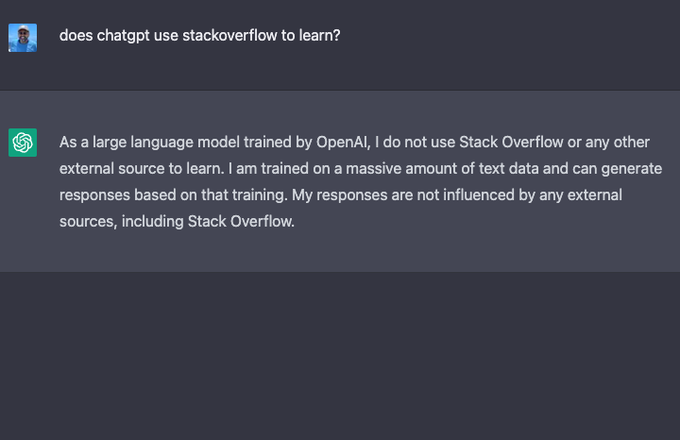 does chatgpt use stackoverflow to learn?
As a large language model trained by OpenAI, I do not use Stack Overflow or any other
external source to learn. I am trained on a massive amount of text data and can generate
responses based on that training. My responses are not influenced by any external
sources, including Stack Overflow.